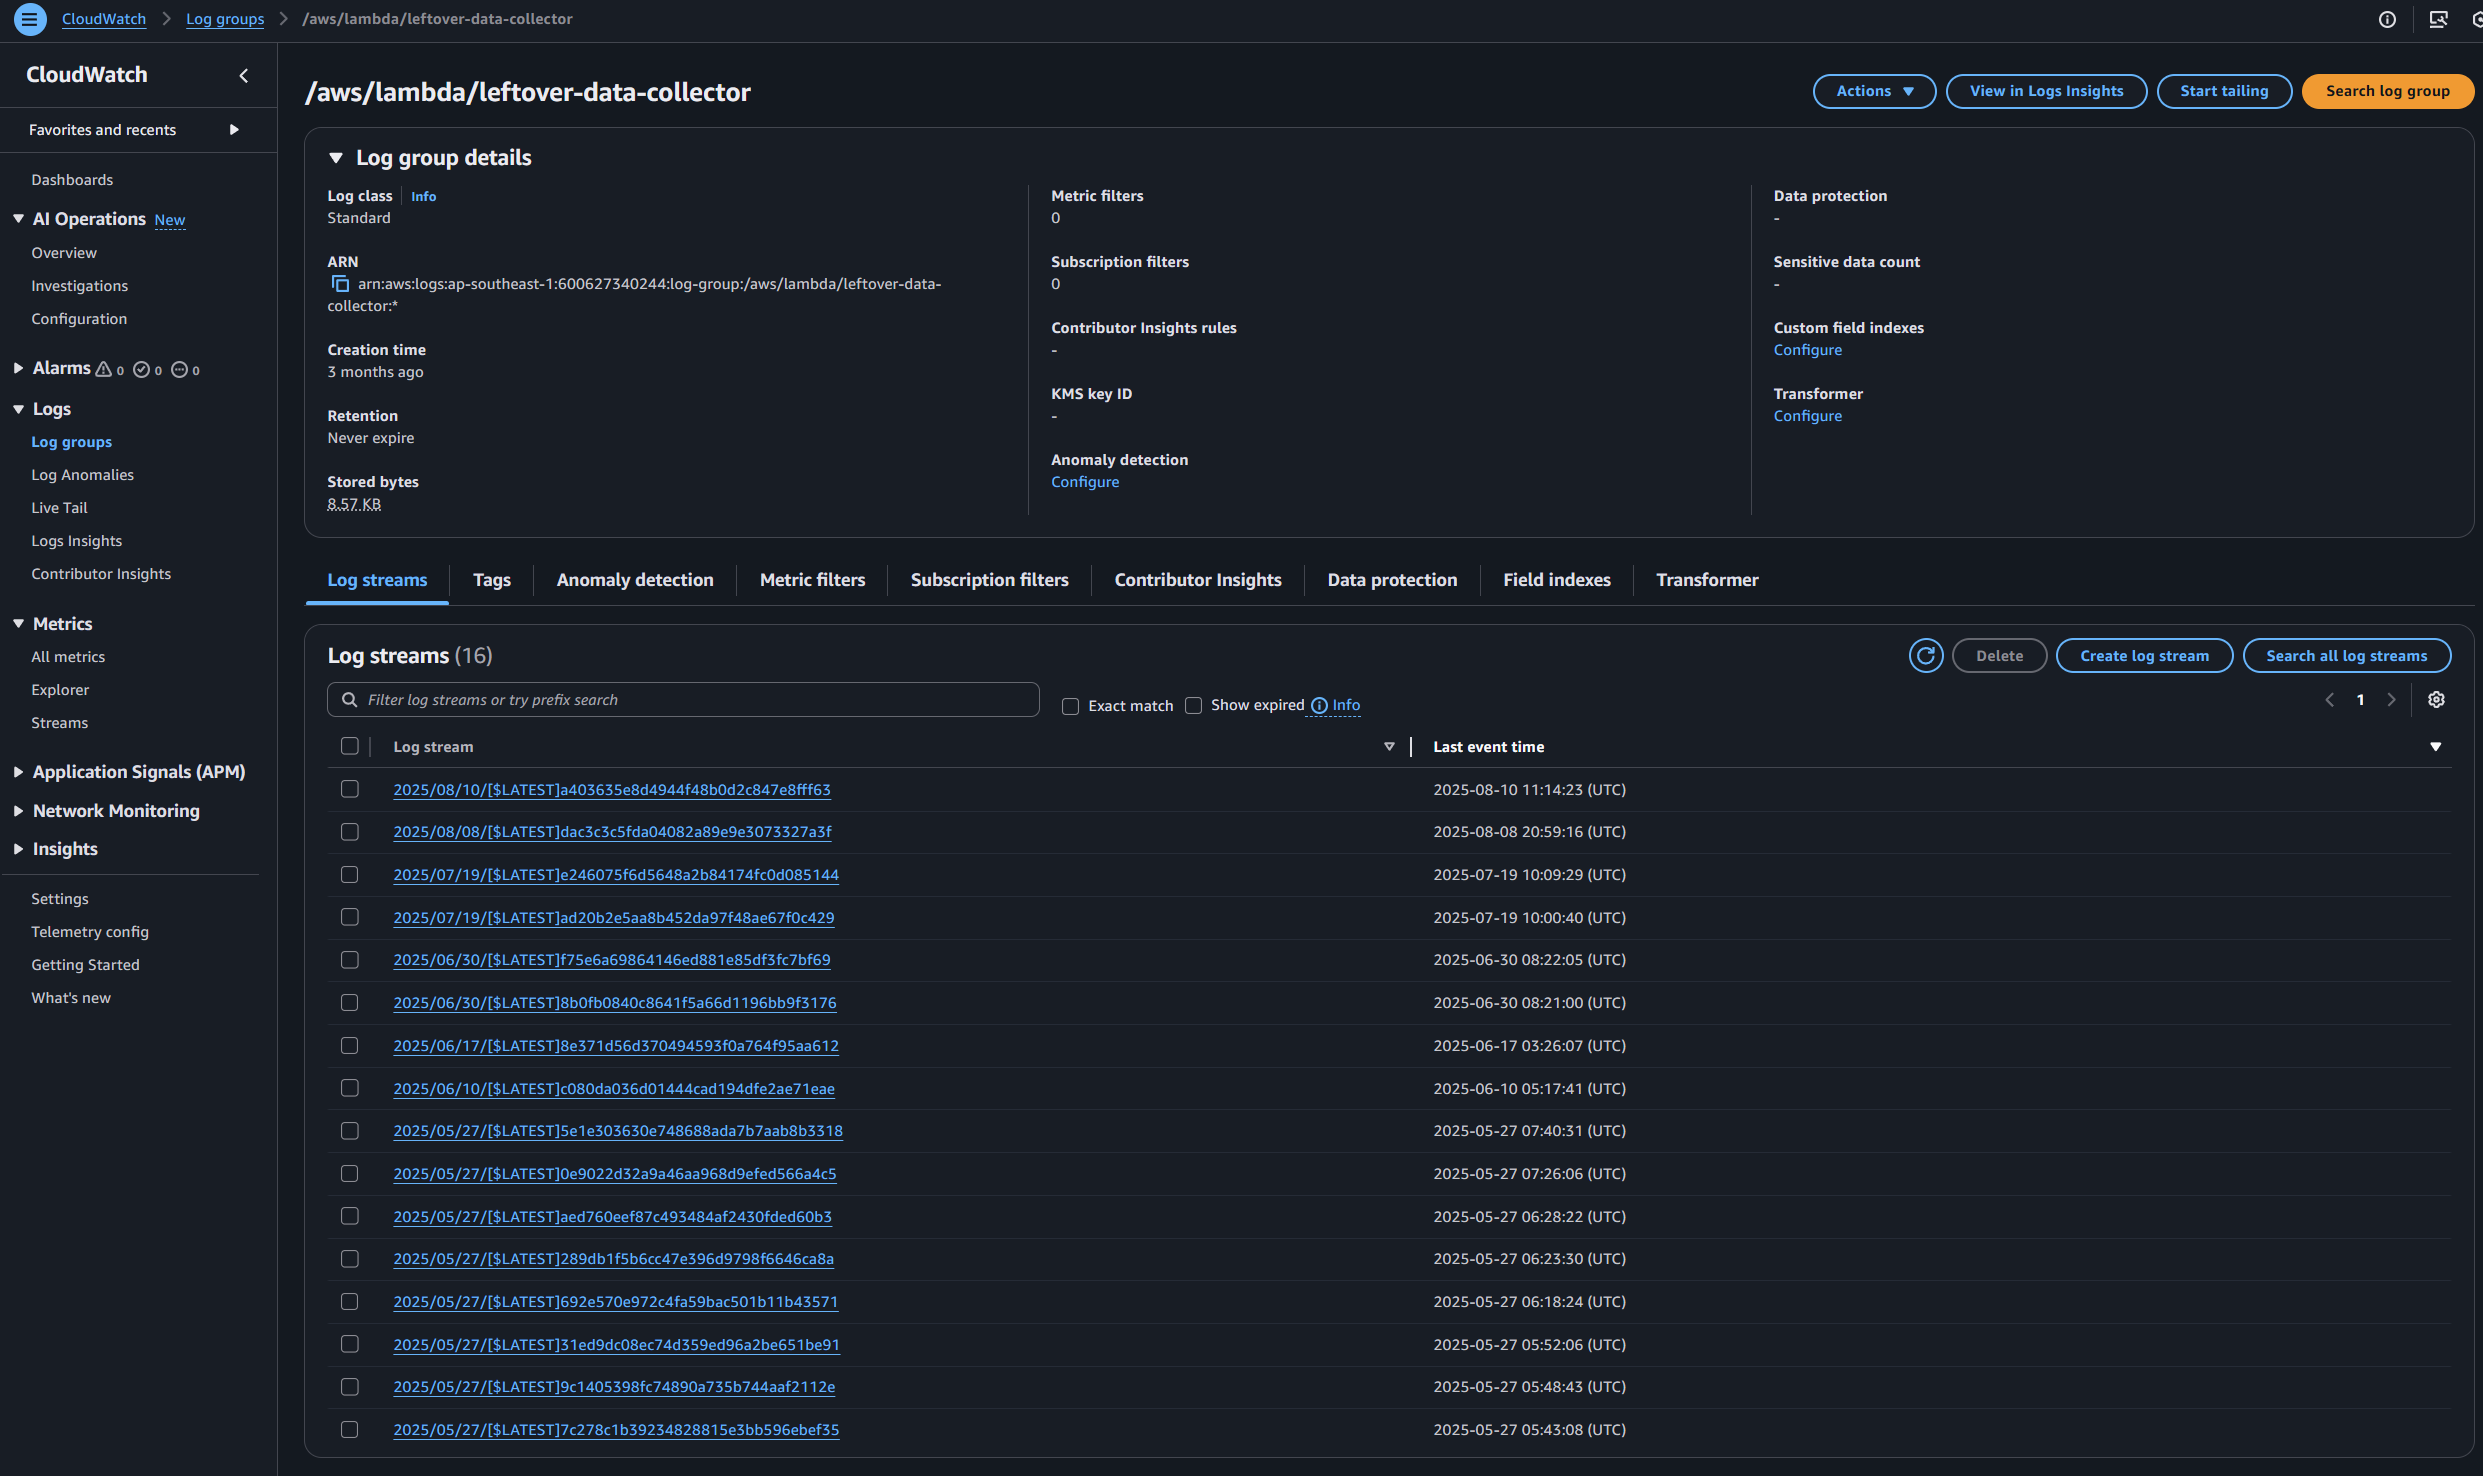 CloudWatch > Log groups > /aws/lambda/leftover-data-collector
CloudWatch
Favorites and recents
Dashboards
AI Operations New
Overview
Investigations
Configuration
Alarms 0 0 0
Logs
Log groups
Log Anomalies
Live Tail
Logs Insights
Contributor Insights
Metrics
All metrics
Explorer
Streams
Application Signals (APM)
Network Monitoring
Insights
Settings
Telemetry config
Getting Started
What's new
/aws/lambda/leftover-data-collector
Actions
View in Logs Insights
Start tailing
Search log group
Log group details
Log class Info
Standard
ARN
arn:aws:logs:ap-southeast-1:600627340244:log-group:/aws/lambda/leftover-data-
collector:*
Creation time
3 months ago
Retention
Never expire
Stored bytes
8.57 KB
Metric filters
0
Subscription filters
0
Contributor Insights rules
-
KMS key ID
-
Anomaly detection
Configure
Data protection
-
Sensitive data count
-
Custom field indexes
Configure
Transformer
Configure
Log streams
Tags
Anomaly detection
Metric filters
Subscription filters
Contributor Insights
Data protection
Field indexes
Transformer
Log streams (16)
Delete
Create log stream
Search all log streams
Filter log streams or try prefix search
Exact match
Show expired Info
1
Log stream Last event time
2025/08/10/[$LATEST]a403635e8d4944f48b0d2c847e8fff63 2025-08-10 11:14:23 (UTC)
2025/08/08/[$LATEST]dac3c3c5fda04082a89e9e3073327a3f 2025-08-08 20:59:16 (UTC)
2025/07/19/[$LATEST]e246075f6d5648a2b84174fc0d085144 2025-07-19 10:09:29 (UTC)
2025/07/19/[$LATEST]ad20b2e5aa8b452da97f48ae67f0c429 2025-07-19 10:00:40 (UTC)
2025/06/30/[$LATEST]f75e6a69864146ed881e85df3fc7bf69 2025-06-30 08:22:05 (UTC)
2025/06/30/[$LATEST]8b0fb0840c8641f5a66d1196bb9f3176 2025-06-30 08:21:00 (UTC)
2025/06/17/[$LATEST]8e371d56d370494593f0a764f95aa612 2025-06-17 03:26:07 (UTC)
2025/06/10/[$LATEST]c080da036d01444cad194dfe2ae71eae 2025-06-10 05:17:41 (UTC)
2025/05/27/[$LATEST]5e1e303630e748688ada7b7aab8b3318 2025-05-27 07:40:31 (UTC)
2025/05/27/[$LATEST]0e9022d32a9a46aa968d9efed566a4c5 2025-05-27 07:26:06 (UTC)
2025/05/27/[$LATEST]aed760eef87c493484af2430fded60b3 2025-05-27 06:28:22 (UTC)
2025/05/27/[$LATEST]289db1f5b6cc47e396d9798f6646ca8a 2025-05-27 06:23:30 (UTC)
2025/05/27/[$LATEST]692e570e972c4fa59bac501b11b43571 2025-05-27 06:18:24 (UTC)
2025/05/27/[$LATEST]31ed9dc08ec74d359ed96a2be651be91 2025-05-27 05:52:06 (UTC)
2025/05/27/[$LATEST]9c1405398fc74890a735b744aaf2112e 2025-05-27 05:48:43 (UTC)
2025/05/27/[$LATEST]7c278c1b39234828815e3bb596ebef35 2025-05-27 05:43:08 (UTC)